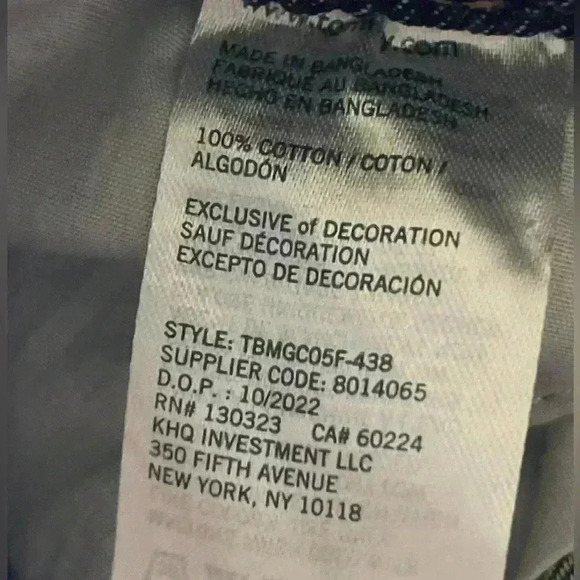 MADE IN BANGLADESH
FABRIQUÉ AU BANGLADESH
HECHO EN BANGLADESH
100% COTTON / COTON /
ALGODÓN
EXCLUSIVE of DECORATION
SAUF DÉCORATION
EXCEPTO DE DECORACIÓN
STYLE: TBMGC05F-438
SUPPLIER CODE: 8014065
D.O.P. : 10/2022
RN# 130323 CA# 60224
KHQ INVESTMENT LLC
350 FIFTH AVENUE
NEW YORK, NY 10118